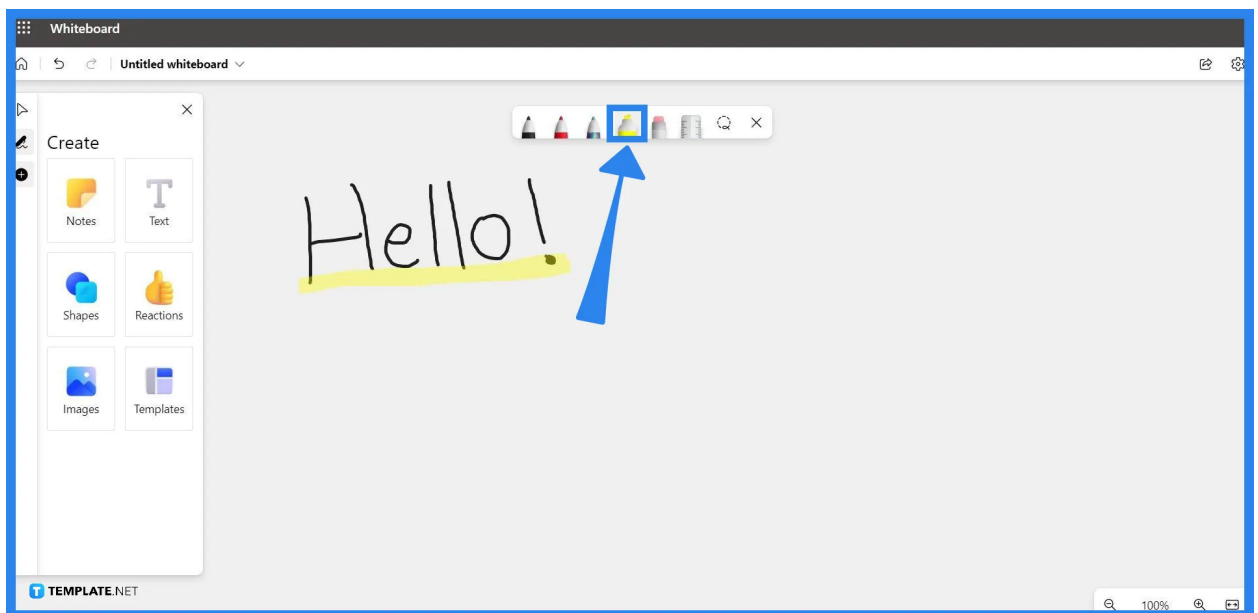 Whiteboard
Untitled whiteboard
Create
Notes Text
Shapes Reactions
Images Templates
Hello!
T TEMPLATE.NET
100%